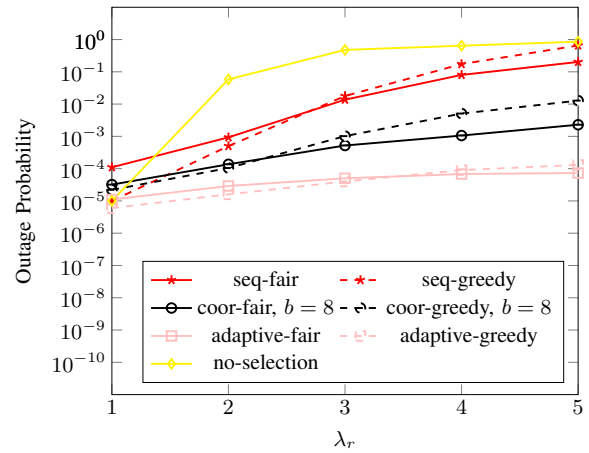 10^0
10^-1
10^-2
10^-3
10^-4
10^-5
10^-6
10^-7
10^-8
10^-9
10^-10
Outage Probability
seq-fair seq-greedy
coor-fair, b = 8 coor-greedy, b = 8
adaptive-fair adaptive-greedy
no-selection
1 2 3 4 5
λ_r